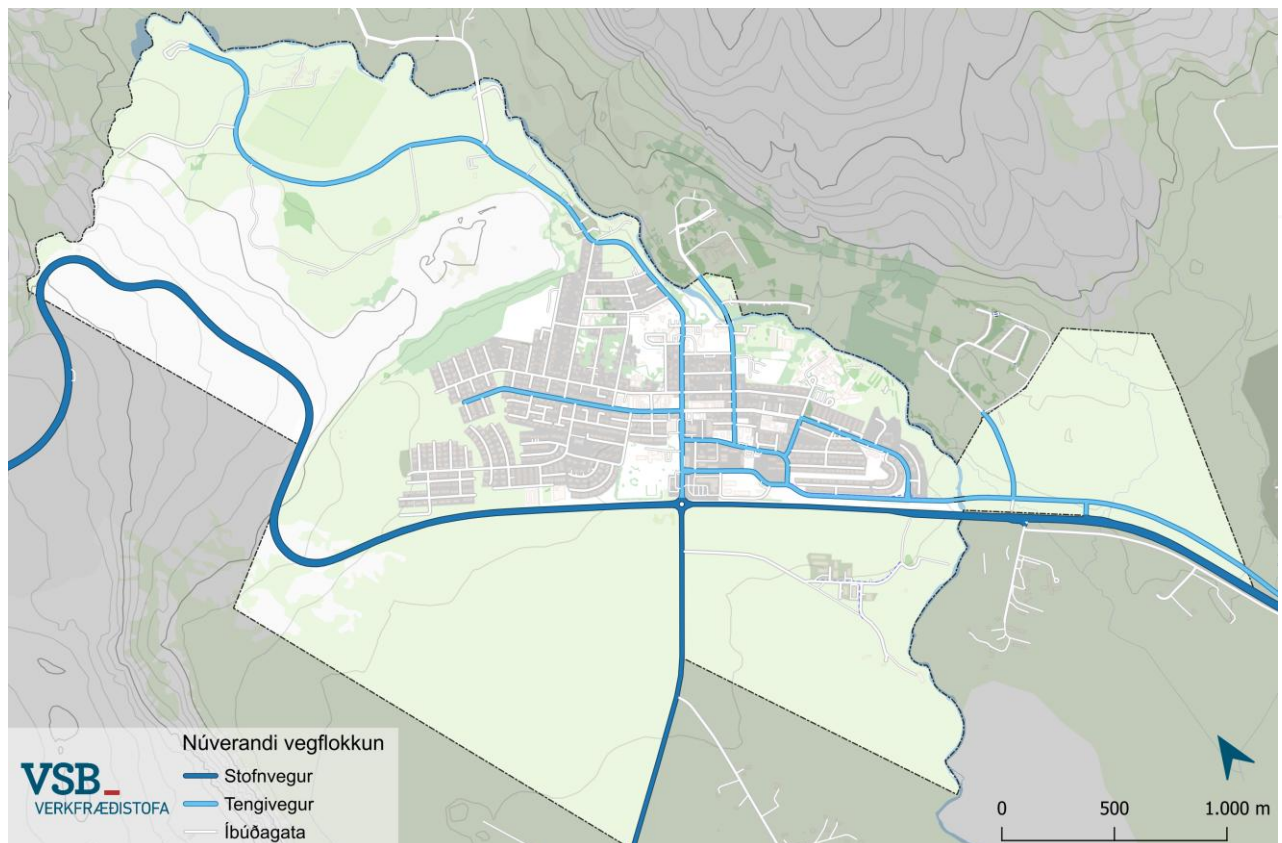 Núverandi vegflokkun
Stofnvegur
Tengivegur
Íbúðagata
VSB
VERKFRÆÐISTOFA
0 500 1.000 m